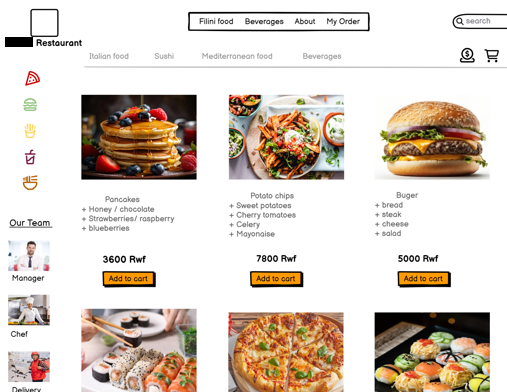 Filini food Beverages About My Order
search
Restaurant
Italian food Sushi Mediterranean food Beverages
Pancakes
+ Honey / chocolate
+ Strawberries/ raspberry
+ blueberries
3600 Rwf
Add to cart
Potato chips
+ Sweet potatoes
+ Cherry tomatoes
+ Celery
+ Mayonaise
7800 Rwf
Add to cart
Buger
+ bread
+ steak
+ cheese
+ salad
5000 Rwf
Add to cart
Our Team
Manager
Chef
Delivery